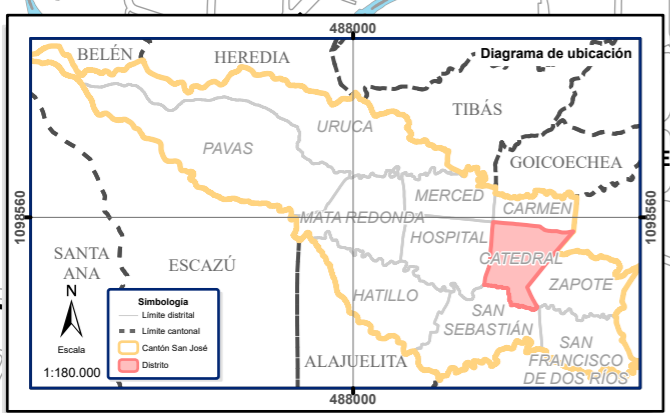 488000
Diagrama de ubicación
BELÉN
HEREDIA
TIBÁS
URUCA
PAVAS
GOICOECHEA
MERCED
CARMEN
1098560
MATA REDONDA
HOSPITAL
1098560
CATEDRAL
SANTA
ANA
ESCAZÚ
ZAPOTE
HATILLO
SAN
SEBASTIÁN
SAN
FRANCISCO
DE DOS RÍOS
ALAJUELITA
N
Escala
1:180.000
Simbología
Límite distrital
Límite cantonal
Cantón San José
Distrito
488000